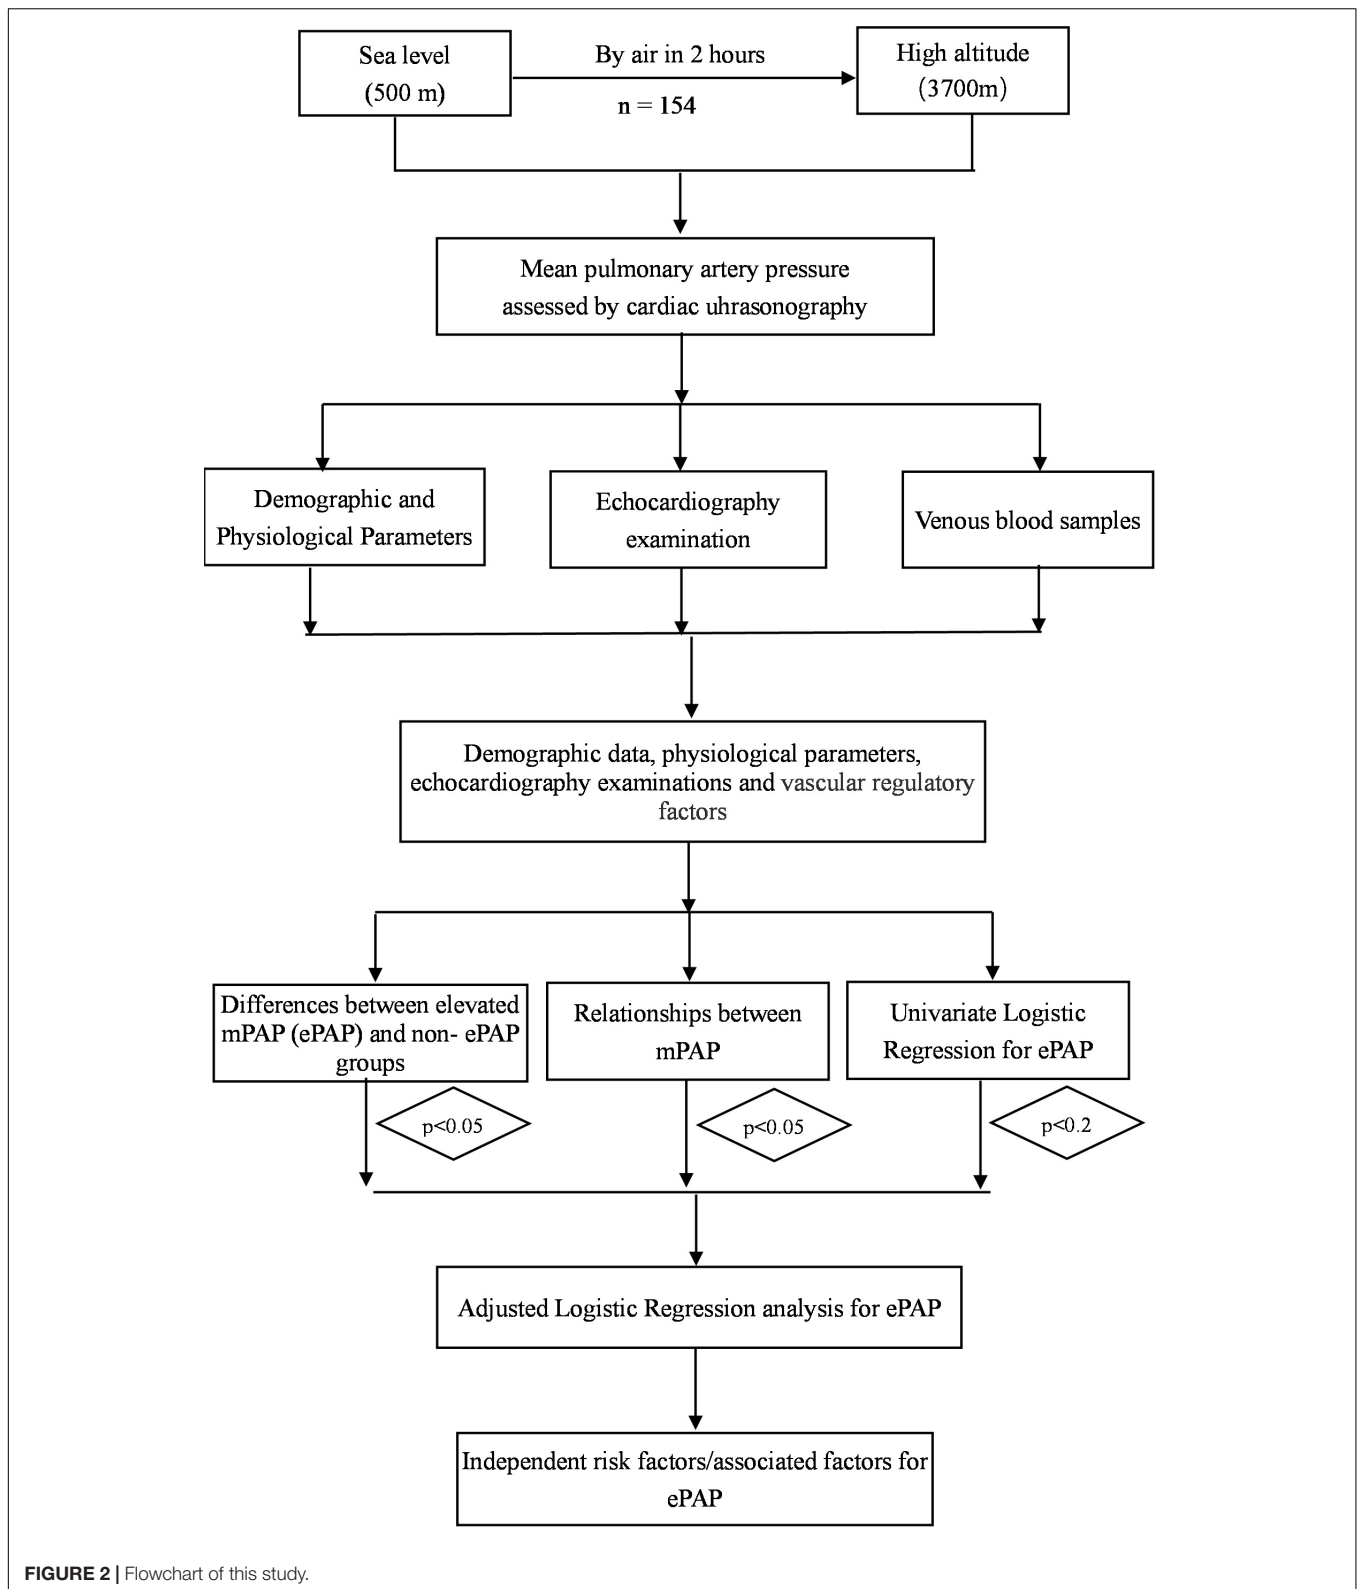 Sea level
(500 m)
By air in 2 hours
n = 154
High altitude
(3700m)
Mean pulmonary artery pressure
assessed by cardiac uhrasonography
Demographic and
Physiological Parameters
Echocardiography
examination
Venous blood samples
Demographic data, physiological parameters,
echocardiography examinations and vascular regulatory
factors
Differences between elevated
mPAP (ePAP) and non- ePAP
groups
Relationships between
mPAP
Univariate Logistic
Regression for ePAP
p<0.05
p<0.05
p<0.2
Adjusted Logistic Regression analysis for ePAP
Independent risk factors/associated factors for
ePAP
FIGURE 2 | Flowchart of this study.